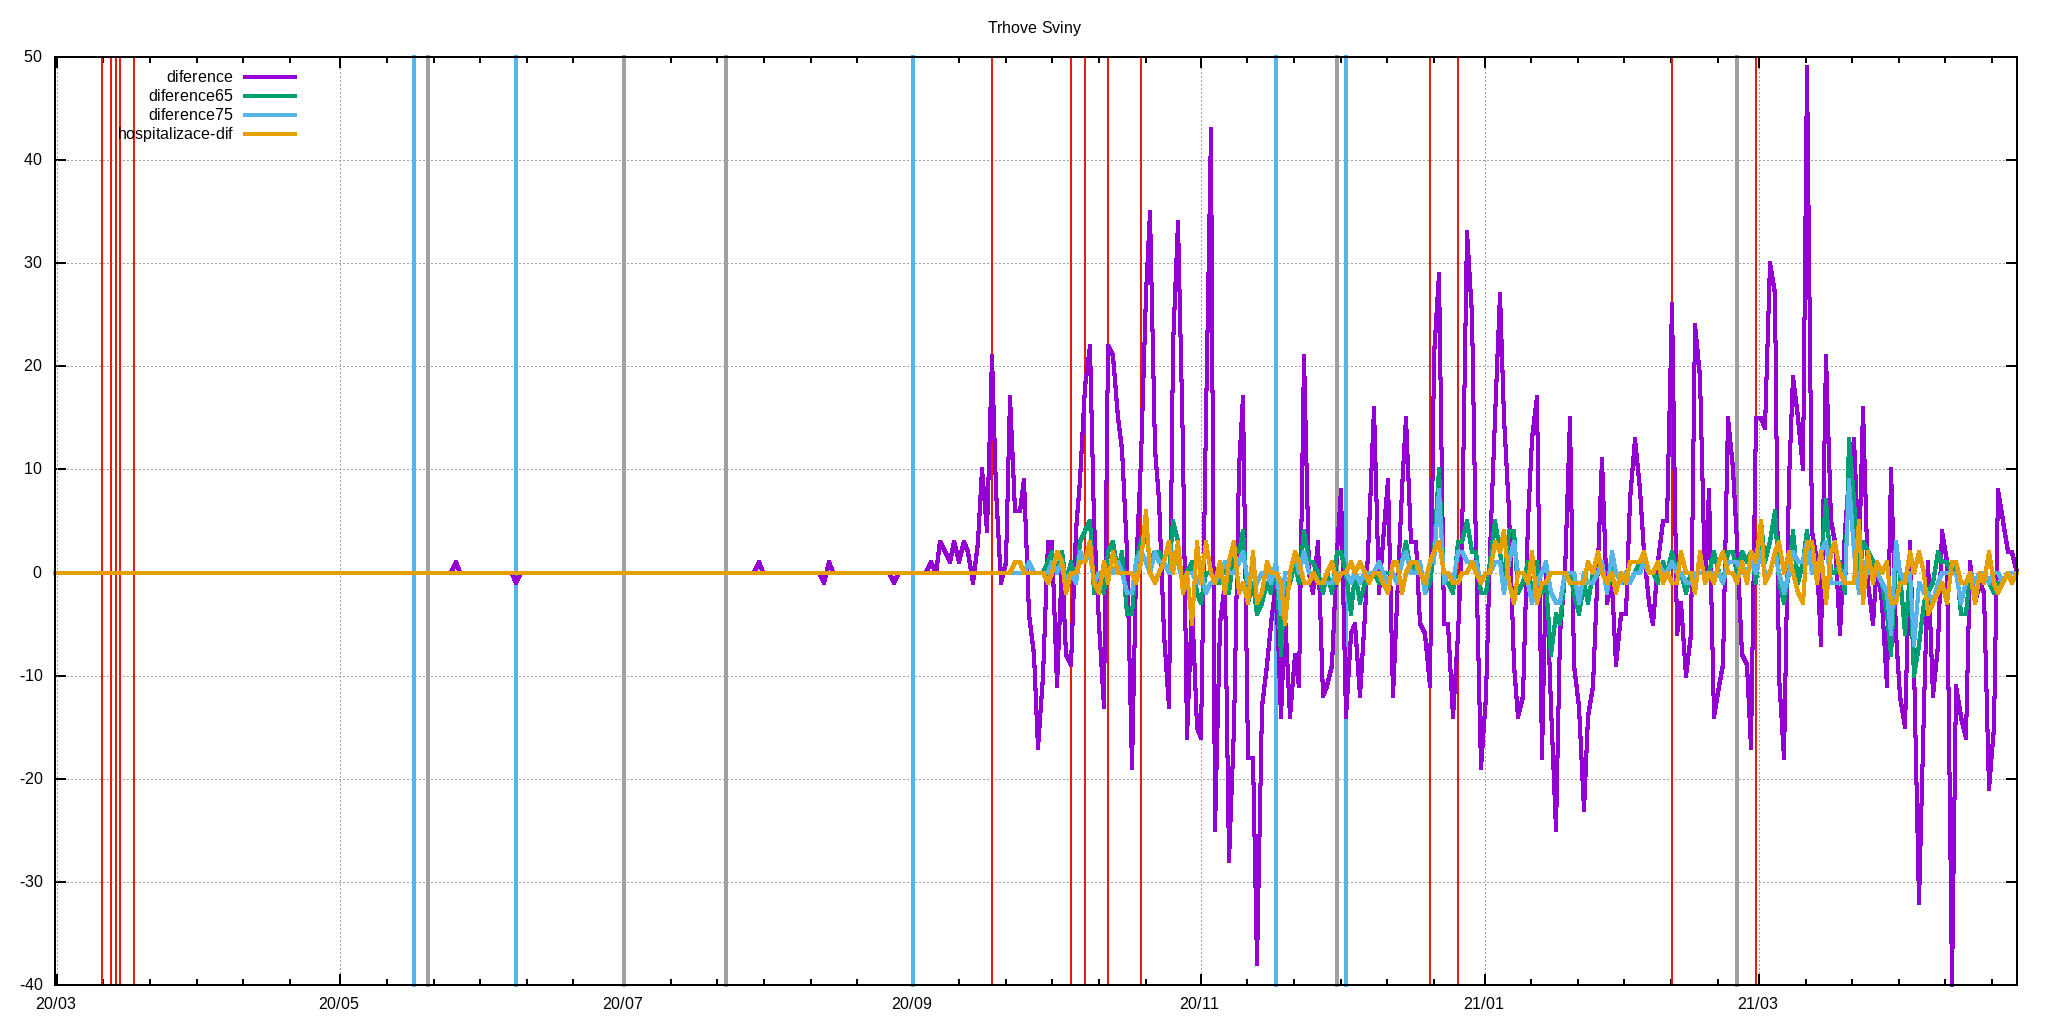 Trhove Sviny
50
40
30
20
10
0
-10
-20
-30
-40
diference
diference65
diference75
hospitalizace-dif
20/03 20/05 20/07 20/09 20/11 21/01 21/03